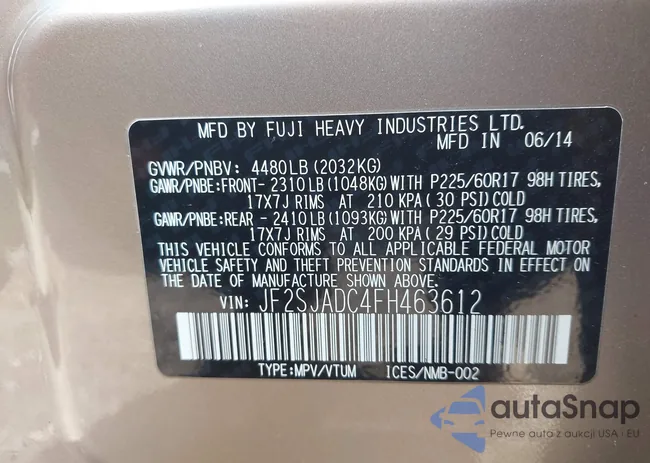 MFD BY FUJI HEAVY INDUSTRIES LTD.
MFD IN 06/14
GVWR/PNBV: 4480LB(2032KG)
GAWR/PNBE:FRONT- 2310LB(1048KG)WITH P225/60R17 98H TIRES,
17X7J RIMS AT 210 KPA( 30 PSI)COLD
GAWR/PNBE:REAR - 2410LB(1093KG)WITH P225/60R17 98H TIRES,
17X7J RIMS AT 200 KPA( 29 PSI)COLD
THIS VEHICLE CONFORMS TO ALL APPLICABLE FEDERAL MOTOR
VEHICLE SAFETY AND THEFT PREVENTION STANDARDS IN EFFECT ON THE
DATE OF MANUFACTURE SHOWN ABOVE.
VIN: JF2SJADC4FH463612
TYPE:MPV/VTUM ICES/NMB-002
autaSnap
Pewne auta z aukcji USA · EU